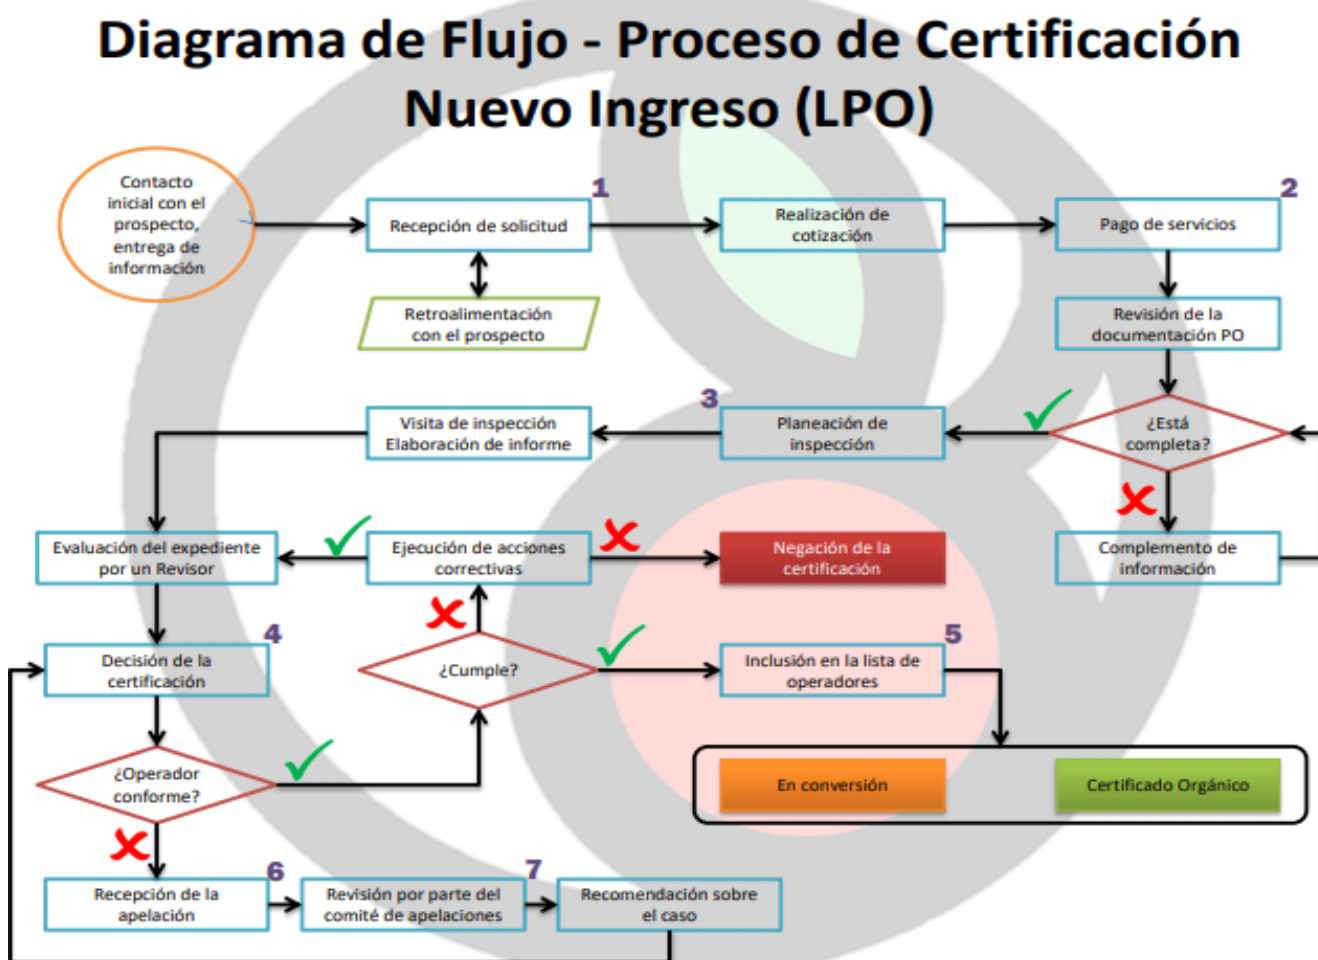 Diagrama de Flujo - Proceso de Certificación
Nuevo Ingreso (LPO)
Contacto
inicial con el
prospecto,
entrega de
información
1
Recepción de solicitud
Realización de
cotización
2
Pago de servicios
Retroalimentación
con el prospecto
Revisión de la
documentación PO
¿Está
completa?
3
Planeación de
inspección
Visita de inspección
Elaboración de informe
Complemento de
información
Evaluación del expediente
por un Revisor
Ejecución de acciones
correctivas
Negación de la
certificación
4
Decisión de la
certificación
¿Cumple?
5
Inclusión en la lista de
operadores
¿Operador
conforme?
En conversión
Certificado Orgánico
6
Recepción de la
apelación
7
Revisión por parte del
comité de apelaciones
Recomendación sobre
el caso